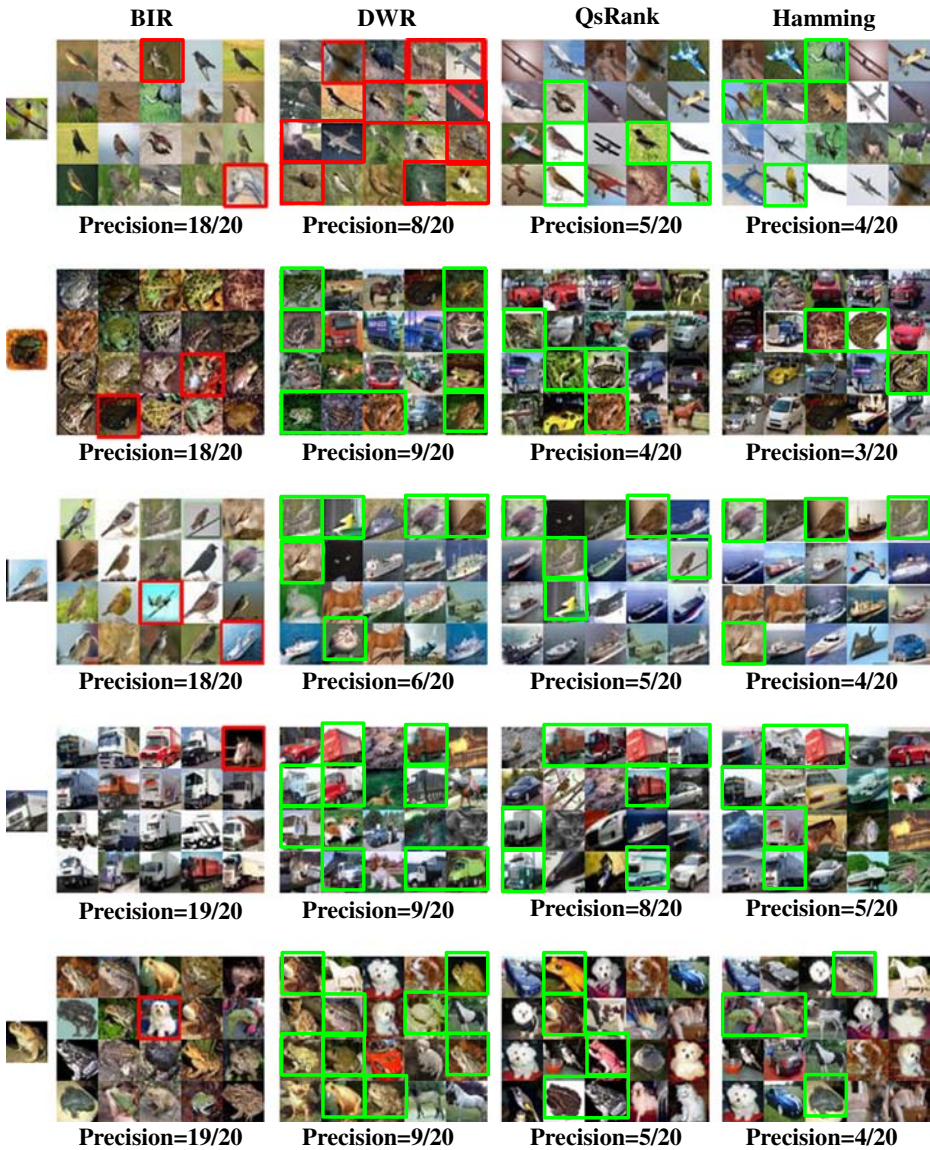 BIR DWR QsRank Hamming
Precision=18/20 Precision=8/20 Precision=5/20 Precision=4/20
Precision=18/20 Precision=9/20 Precision=4/20 Precision=3/20
Precision=18/20 Precision=6/20 Precision=5/20 Precision=4/20
Precision=19/20 Precision=9/20 Precision=8/20 Precision=5/20
Precision=19/20 Precision=9/20 Precision=5/20 Precision=4/20